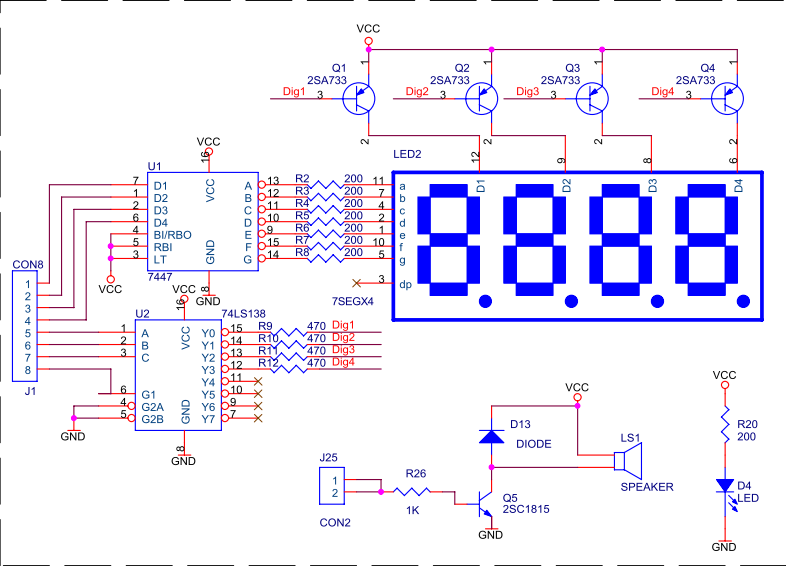 VCC
Q1
2SA733
Q2
2SA733
Q3
2SA733
Q4
2SA733
1
1
1
1
Dig1 3
Dig2 3
Dig3 3
Dig4 3
2
2
2
2
LED2
12
9
8
6
D1
D2
D3
D4
U1
VCC
16
VCC
7 D1
1 D2
2 D3
6 D4
4 BI/RBO
5 RBI
3 LT
A 13
B 12
C 11
D 10
E 9
F 15
G 14
GND
8
GND
7447
VCC
R2 200
R3 200
R4 200
R5 200
R6 200
R7 200
R8 200
11 a
7 b
4 c
2 d
1 e
10 f
5 g
3 dp
7SEGX4
CON8
1
2
3
4
5
6
7
8
J1
U2
VCC
16
74LS138
VCC
1 A
2 B
3 C
6 G1
4 G2A
5 G2B
Y0 15
Y1 14
Y2 13
Y3 12
Y4 11
Y5 10
Y6 9
Y7 7
GND
8
GND
GND
R9 470 Dig1
R10 470 Dig2
R11 470 Dig3
R12 470 Dig4
J25
1
2
CON2
R26
1K
Q5
2SC1815
GND
D13
DIODE
VCC
LS1
SPEAKER
VCC
R20
200
D4
LED
GND